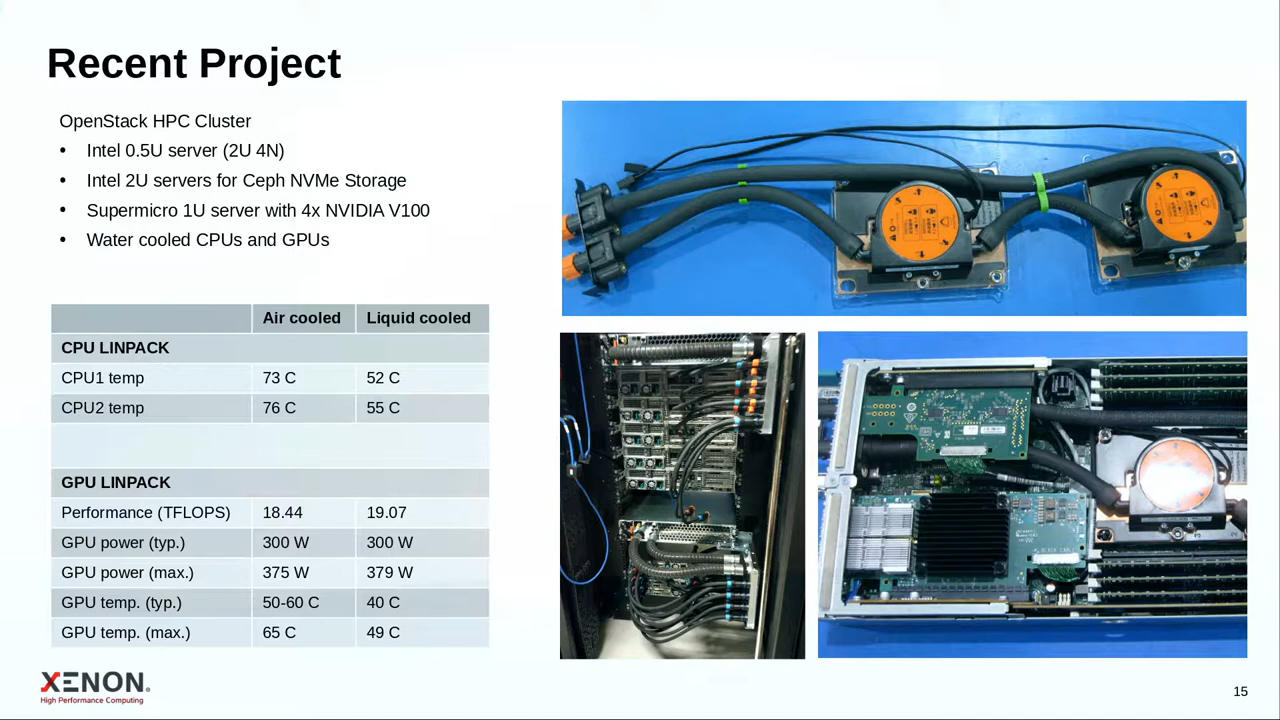 Recent Project
OpenStack HPC Cluster
• Intel 0.5U server (2U 4N)
• Intel 2U servers for Ceph NVMe Storage
• Supermicro 1U server with 4x NVIDIA V100
• Water cooled CPUs and GPUs
Air cooled Liquid cooled
CPU LINPACK
CPU1 temp 73 C 52 C
CPU2 temp 76 C 55 C
GPU LINPACK
Performance (TFLOPS) 18.44 19.07
GPU power (typ.) 300 W 300 W
GPU power (max.) 375 W 379 W
GPU temp. (typ.) 50-60 C 40 C
GPU temp. (max.) 65 C 49 C
XENON.
High Performance Computing
15